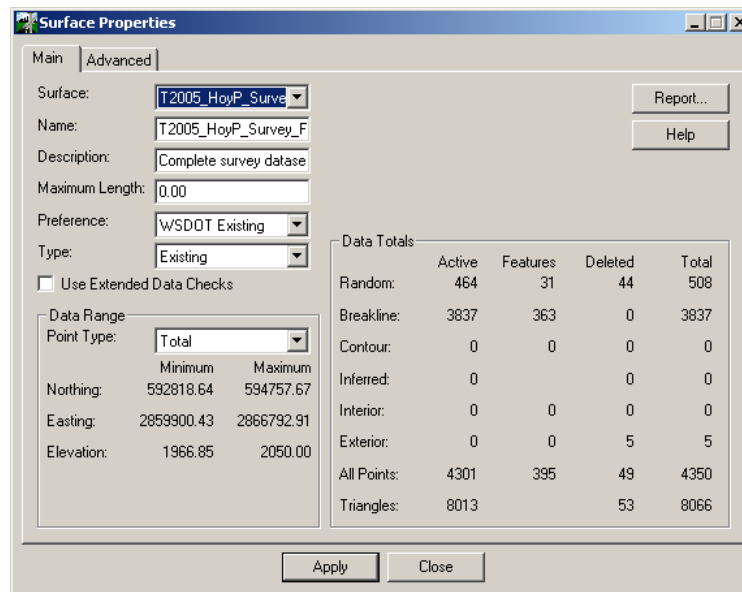 Surface Properties
Main Advanced
Surface: T2005_HoyP_Surve
Report...
Name: T2005_HoyP_Survey_F
Help
Description: Complete survey datase
Maximum Length: 0.00
Preference: WSDOT Existing
Type: Existing
Use Extended Data Checks
Data Range
Point Type: Total
Minimum Maximum
Northing: 592818.64 594757.67
Easting: 2859900.43 2866792.91
Elevation: 1966.85 2050.00
Data Totals
Active Features Deleted Total
Random: 464 31 44 508
Breakline: 3837 363 0 3837
Contour: 0 0 0 0
Inferred: 0 0 0
Interior: 0 0 0 0
Exterior: 0 0 5 5
All Points: 4301 395 49 4350
Triangles: 8013 53 8066
Apply Close